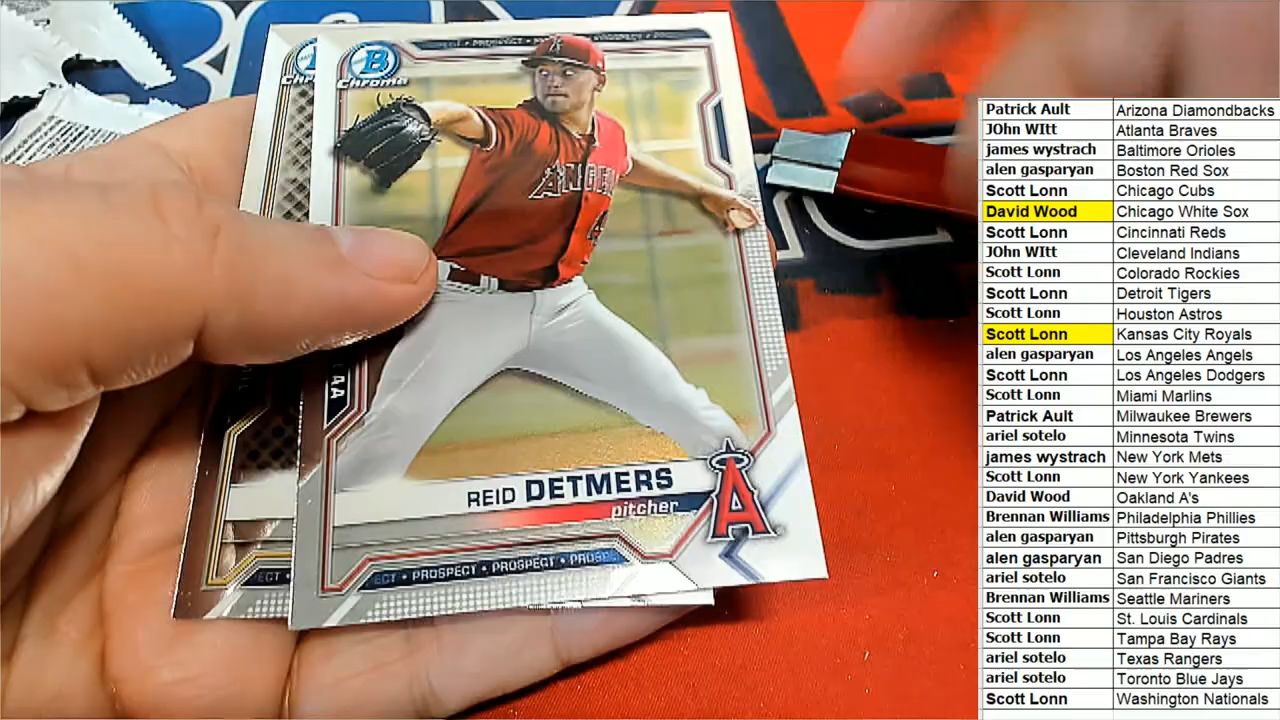 B
Chrome
ANGEL
REID DETMERS
pitcher
A
PROSPECT • PROSPECT
Patrick Ault Arizona Diamondbacks
JOhn WItt Atlanta Braves
james wystrach Baltimore Orioles
alen gasparyan Boston Red Sox
Scott Lonn Chicago Cubs
David Wood Chicago White Sox
Scott Lonn Cincinnati Reds
JOhn WItt Cleveland Indians
Scott Lonn Colorado Rockies
Scott Lonn Detroit Tigers
Scott Lonn Houston Astros
Scott Lonn Kansas City Royals
alen gasparyan Los Angeles Angels
Scott Lonn Los Angeles Dodgers
Scott Lonn Miami Marlins
Patrick Ault Milwaukee Brewers
ariel sotelo Minnesota Twins
james wystrach New York Mets
Scott Lonn New York Yankees
David Wood Oakland A's
Brennan Williams Philadelphia Phillies
alen gasparyan Pittsburgh Pirates
alen gasparyan San Diego Padres
ariel sotelo San Francisco Giants
Brennan Williams Seattle Mariners
Scott Lonn St. Louis Cardinals
Scott Lonn Tampa Bay Rays
ariel sotelo Texas Rangers
ariel sotelo Toronto Blue Jays
Scott Lonn Washington Nationals